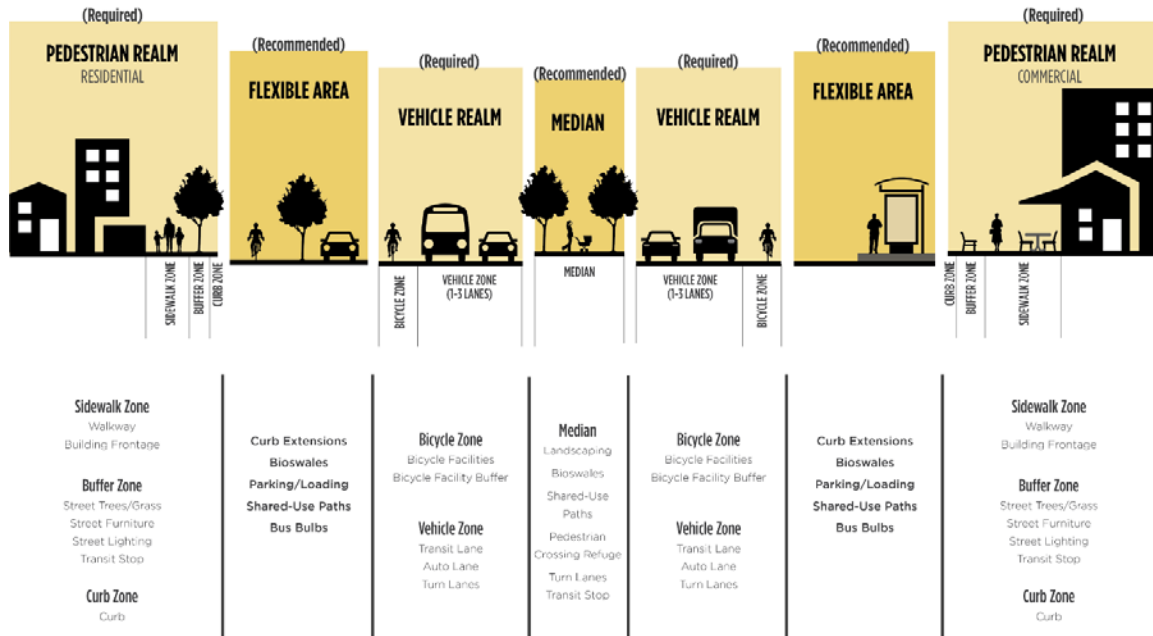 (Required)
PEDESTRIAN REALM
RESIDENTIAL
(Recommended)
FLEXIBLE AREA
(Required)
VEHICLE REALM
(Recommended)
MEDIAN
(Required)
VEHICLE REALM
(Recommended)
FLEXIBLE AREA
(Required)
PEDESTRIAN REALM
COMMERCIAL
SIDEWALK ZONE
BUFFER ZONE
CURB ZONE
BICYCLE ZONE
VEHICLE ZONE
(1-3 LANES)
MEDIAN
VEHICLE ZONE
(1-3 LANES)
BICYCLE ZONE
CURB ZONE
BUFFER ZONE
SIDEWALK ZONE
Sidewalk Zone
Walkway
Building Frontage
Buffer Zone
Street Trees/Grass
Street Furniture
Street Lighting
Transit Stop
Curb Zone
Curb
Curb Extensions
Bioswales
Parking/Loading
Shared-Use Paths
Bus Bulbs
Bicycle Zone
Bicycle Facilities
Bicycle Facility Buffer
Vehicle Zone
Transit Lane
Auto Lane
Turn Lanes
Median
Landscaping
Bioswales
Shared-Use
Paths
Pedestrian
Crossing Refuge
Turn Lanes
Transit Stop
Bicycle Zone
Bicycle Facilities
Bicycle Facility Buffer
Vehicle Zone
Transit Lane
Auto Lane
Turn Lanes
Curb Extensions
Bioswales
Parking/Loading
Shared-Use Paths
Bus Bulbs
Sidewalk Zone
Walkway
Building Frontage
Buffer Zone
Street Trees/Grass
Street Furniture
Street Lighting
Transit Stop
Curb Zone
Curb